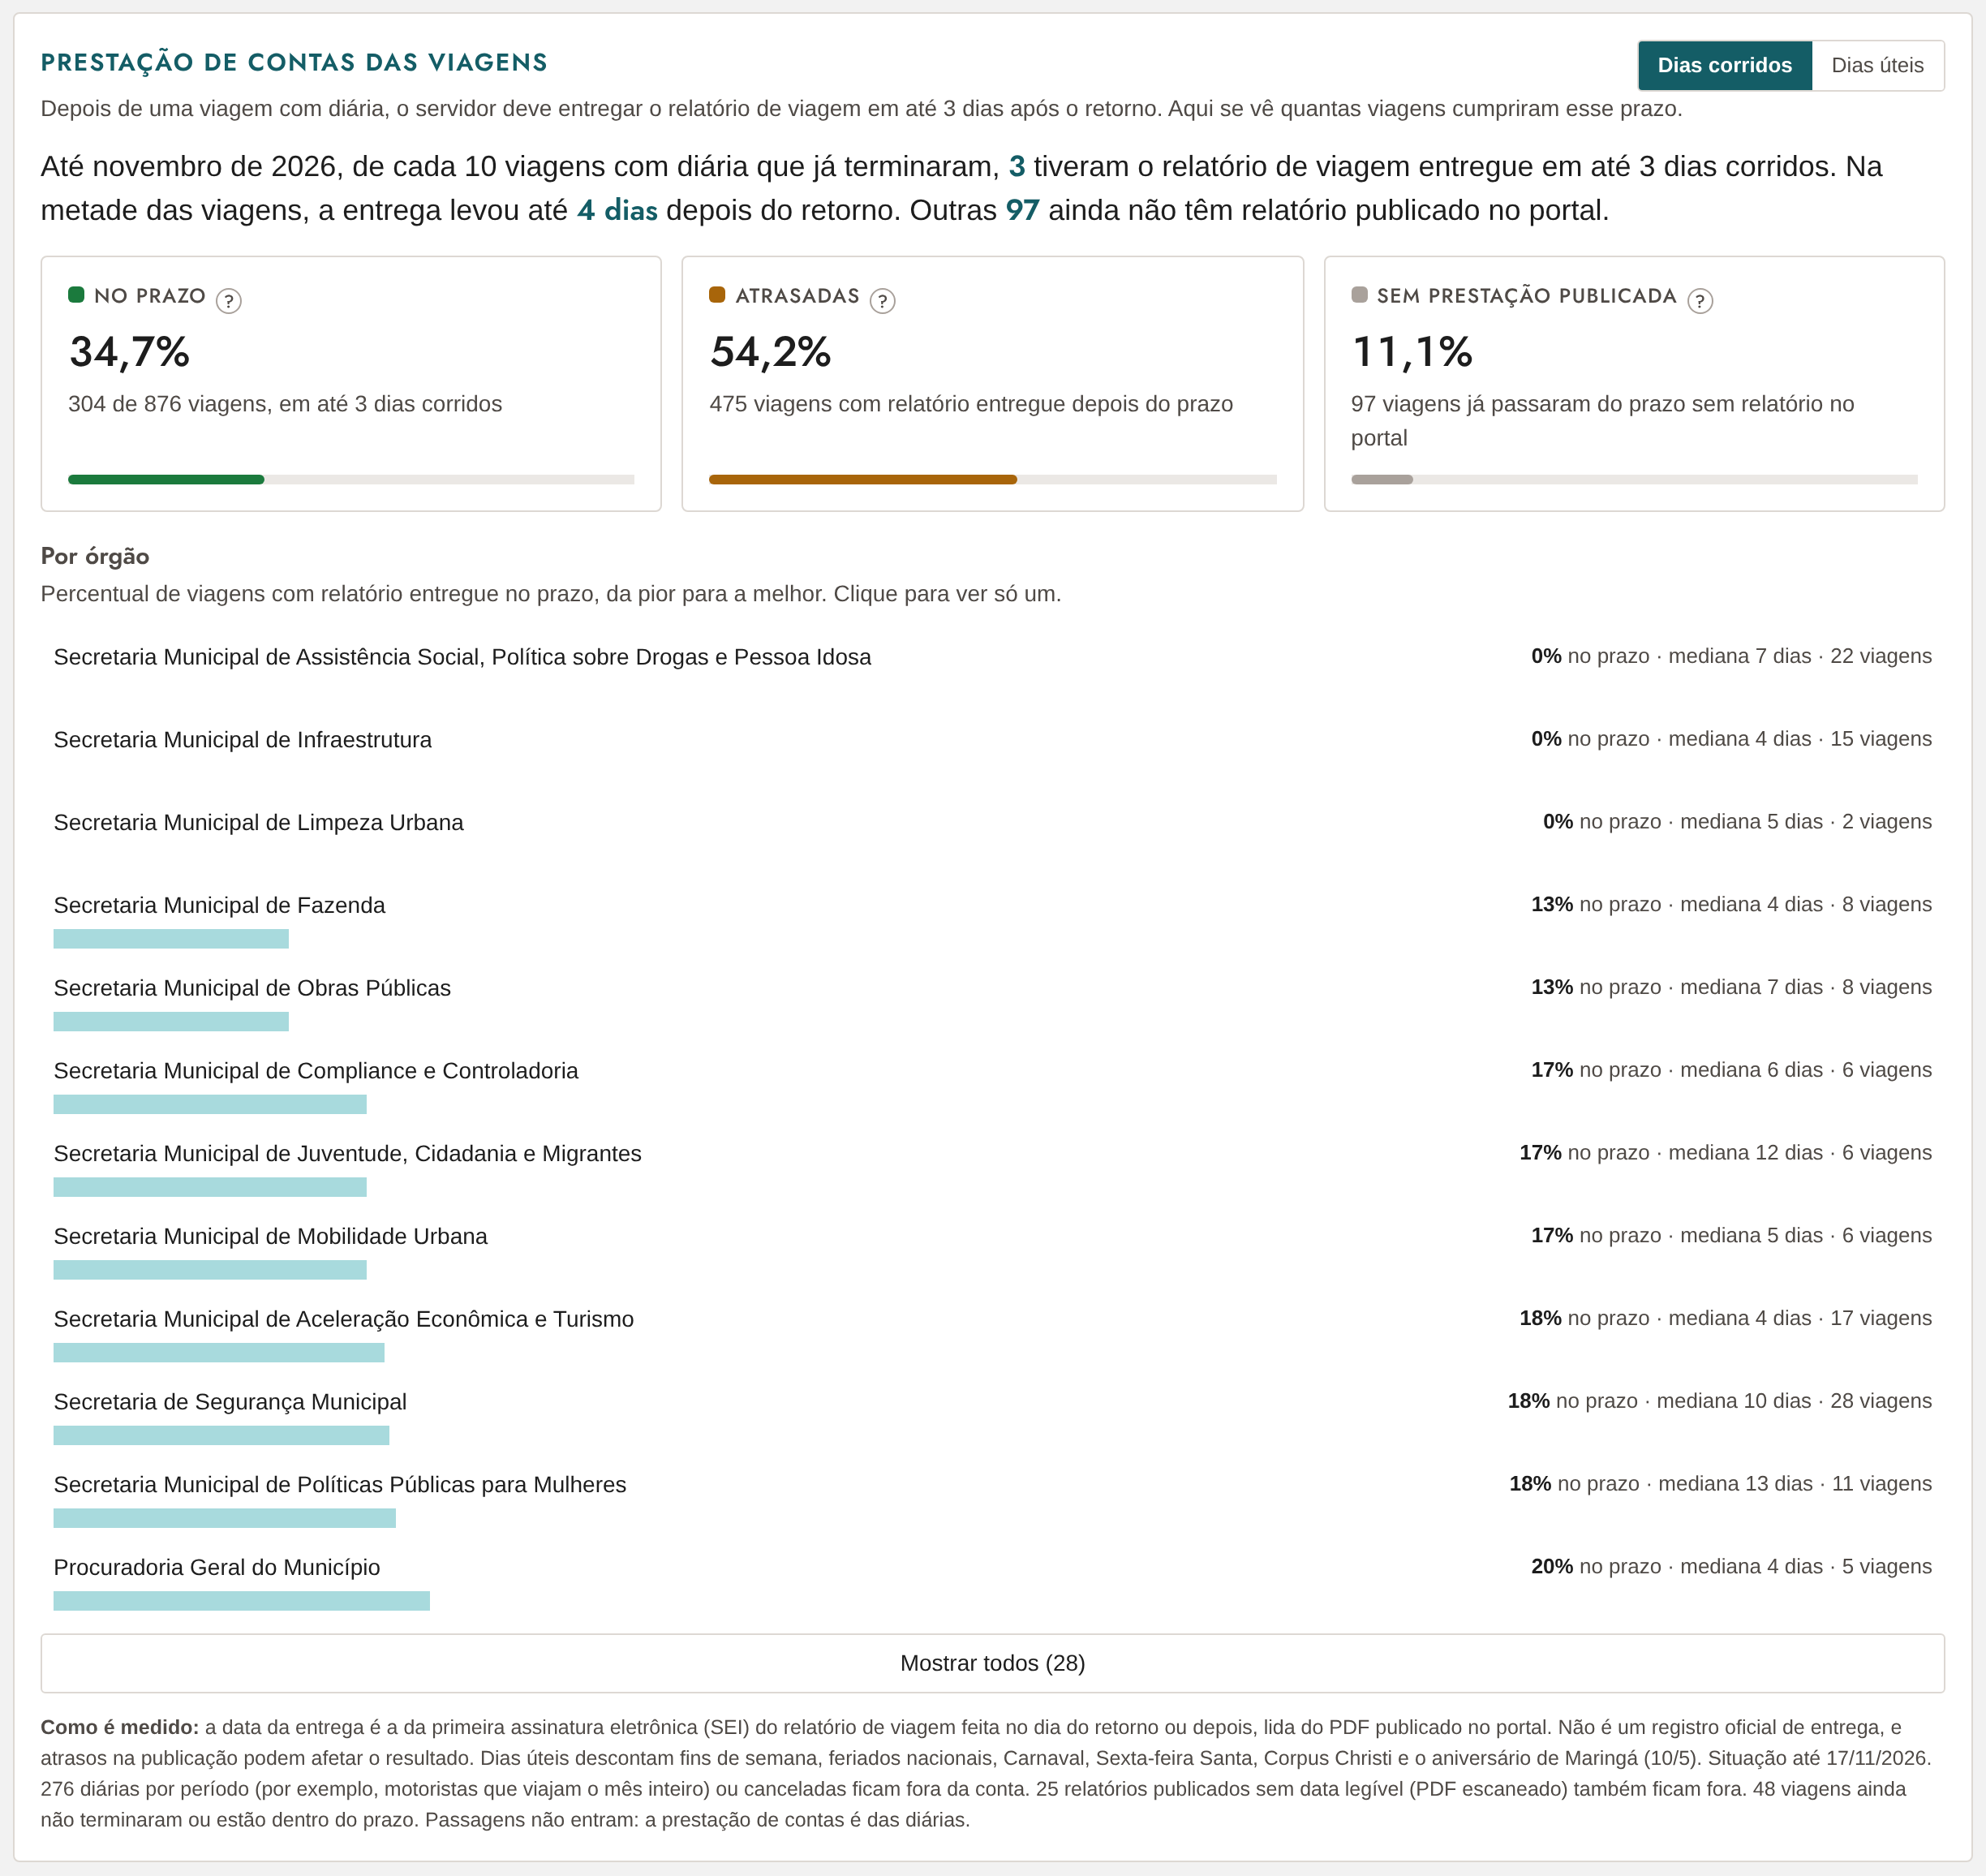 PRESTAÇÃO DE CONTAS DAS VIAGENS
Dias corridos
Dias úteis
Depois de uma viagem com diária, o servidor deve entregar o relatório de viagem em até 3 dias após o retorno. Aqui se vê quantas viagens cumpriram esse prazo.
Até novembro de 2026, de cada 10 viagens com diária que já terminaram, 3 tiveram o relatório de viagem entregue em até 3 dias corridos. Na
metade das viagens, a entrega levou até 4 dias depois do retorno. Outras 97 ainda não têm relatório publicado no portal.
NO PRAZO ?
34,7%
304 de 876 viagens, em até 3 dias corridos
ATRASADAS ?
54,2%
475 viagens com relatório entregue depois do prazo
SEM PRESTAÇÃO PUBLICADA ?
11,1%
97 viagens já passaram do prazo sem relatório no
portal
Por órgão
Percentual de viagens com relatório entregue no prazo, da pior para a melhor. Clique para ver só um.
Secretaria Municipal de Assistência Social, Política sobre Drogas e Pessoa Idosa
0% no prazo · mediana 7 dias · 22 viagens
Secretaria Municipal de Infraestrutura
0% no prazo · mediana 4 dias · 15 viagens
Secretaria Municipal de Limpeza Urbana
0% no prazo · mediana 5 dias · 2 viagens
Secretaria Municipal de Fazenda
13% no prazo · mediana 4 dias · 8 viagens
Secretaria Municipal de Obras Públicas
13% no prazo · mediana 7 dias · 8 viagens
Secretaria Municipal de Compliance e Controladoria
17% no prazo · mediana 6 dias · 6 viagens
Secretaria Municipal de Juventude, Cidadania e Migrantes
17% no prazo · mediana 12 dias · 6 viagens
Secretaria Municipal de Mobilidade Urbana
17% no prazo · mediana 5 dias · 6 viagens
Secretaria Municipal de Aceleração Econômica e Turismo
18% no prazo · mediana 4 dias · 17 viagens
Secretaria de Segurança Municipal
18% no prazo · mediana 10 dias · 28 viagens
Secretaria Municipal de Políticas Públicas para Mulheres
18% no prazo · mediana 13 dias · 11 viagens
Procuradoria Geral do Município
20% no prazo · mediana 4 dias · 5 viagens
Mostrar todos (28)
Como é medido: a data da entrega é a da primeira assinatura eletrônica (SEI) do relatório de viagem feita no dia do retorno ou depois, lida do PDF publicado no portal. Não é um registro oficial de entrega, e
atrasos na publicação podem afetar o resultado. Dias úteis descontam fins de semana, feriados nacionais, Carnaval, Sexta-feira Santa, Corpus Christi e o aniversário de Maringá (10/5). Situação até 17/11/2026.
276 diárias por período (por exemplo, motoristas que viajam o mês inteiro) ou canceladas ficam fora da conta. 25 relatórios publicados sem data legível (PDF escaneado) também ficam fora. 48 viagens ainda
não terminaram ou estão dentro do prazo. Passagens não entram: a prestação de contas é das diárias.